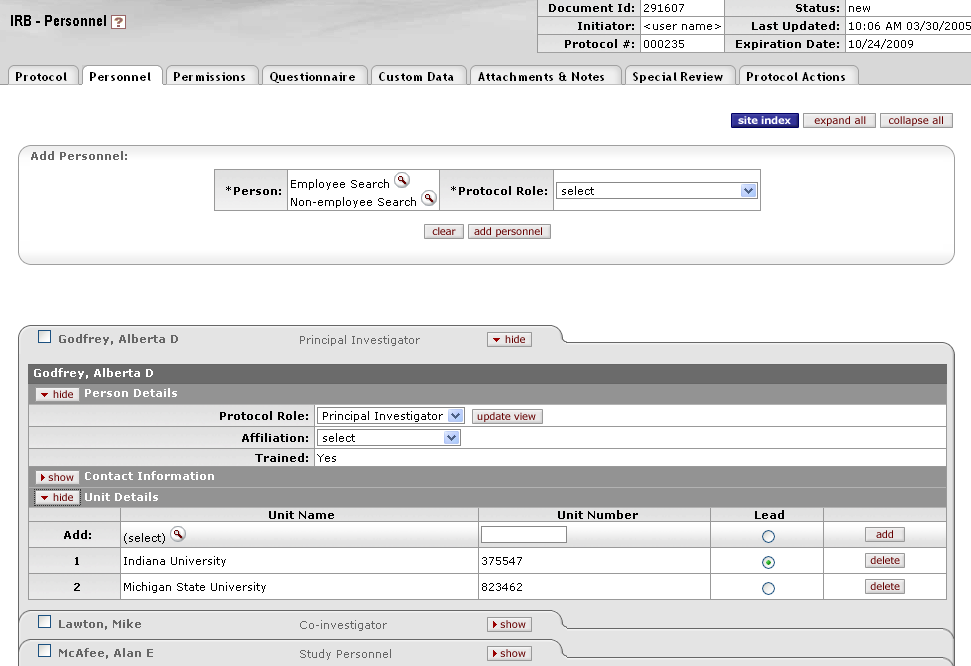 IRB - Personnel ?
Document Id: 291607 Status: new
Initiator: <user name> Last Updated: 10:06 AM 03/30/2005
Protocol #: 000235 Expiration Date: 10/24/2009
Protocol Personnel Permissions Questionnaire Custom Data Attachments & Notes Special Review Protocol Actions
site index expand all collapse all
Add Personnel:
*Person: Employee Search *Protocol Role: select
Non-employee Search
clear add personnel
Godfrey, Alberta D Principal Investigator hide
Godfrey, Alberta D
hide Person Details
Protocol Role: Principal Investigator update view
Affiliation: select
Trained: Yes
show Contact Information
hide Unit Details
Unit Name Unit Number Lead
Add: (select) add
1 Indiana University 375547 delete
2 Michigan State University 823462 delete
Lawton, Mike Co-investigator show
McAfee, Alan E Study Personnel show